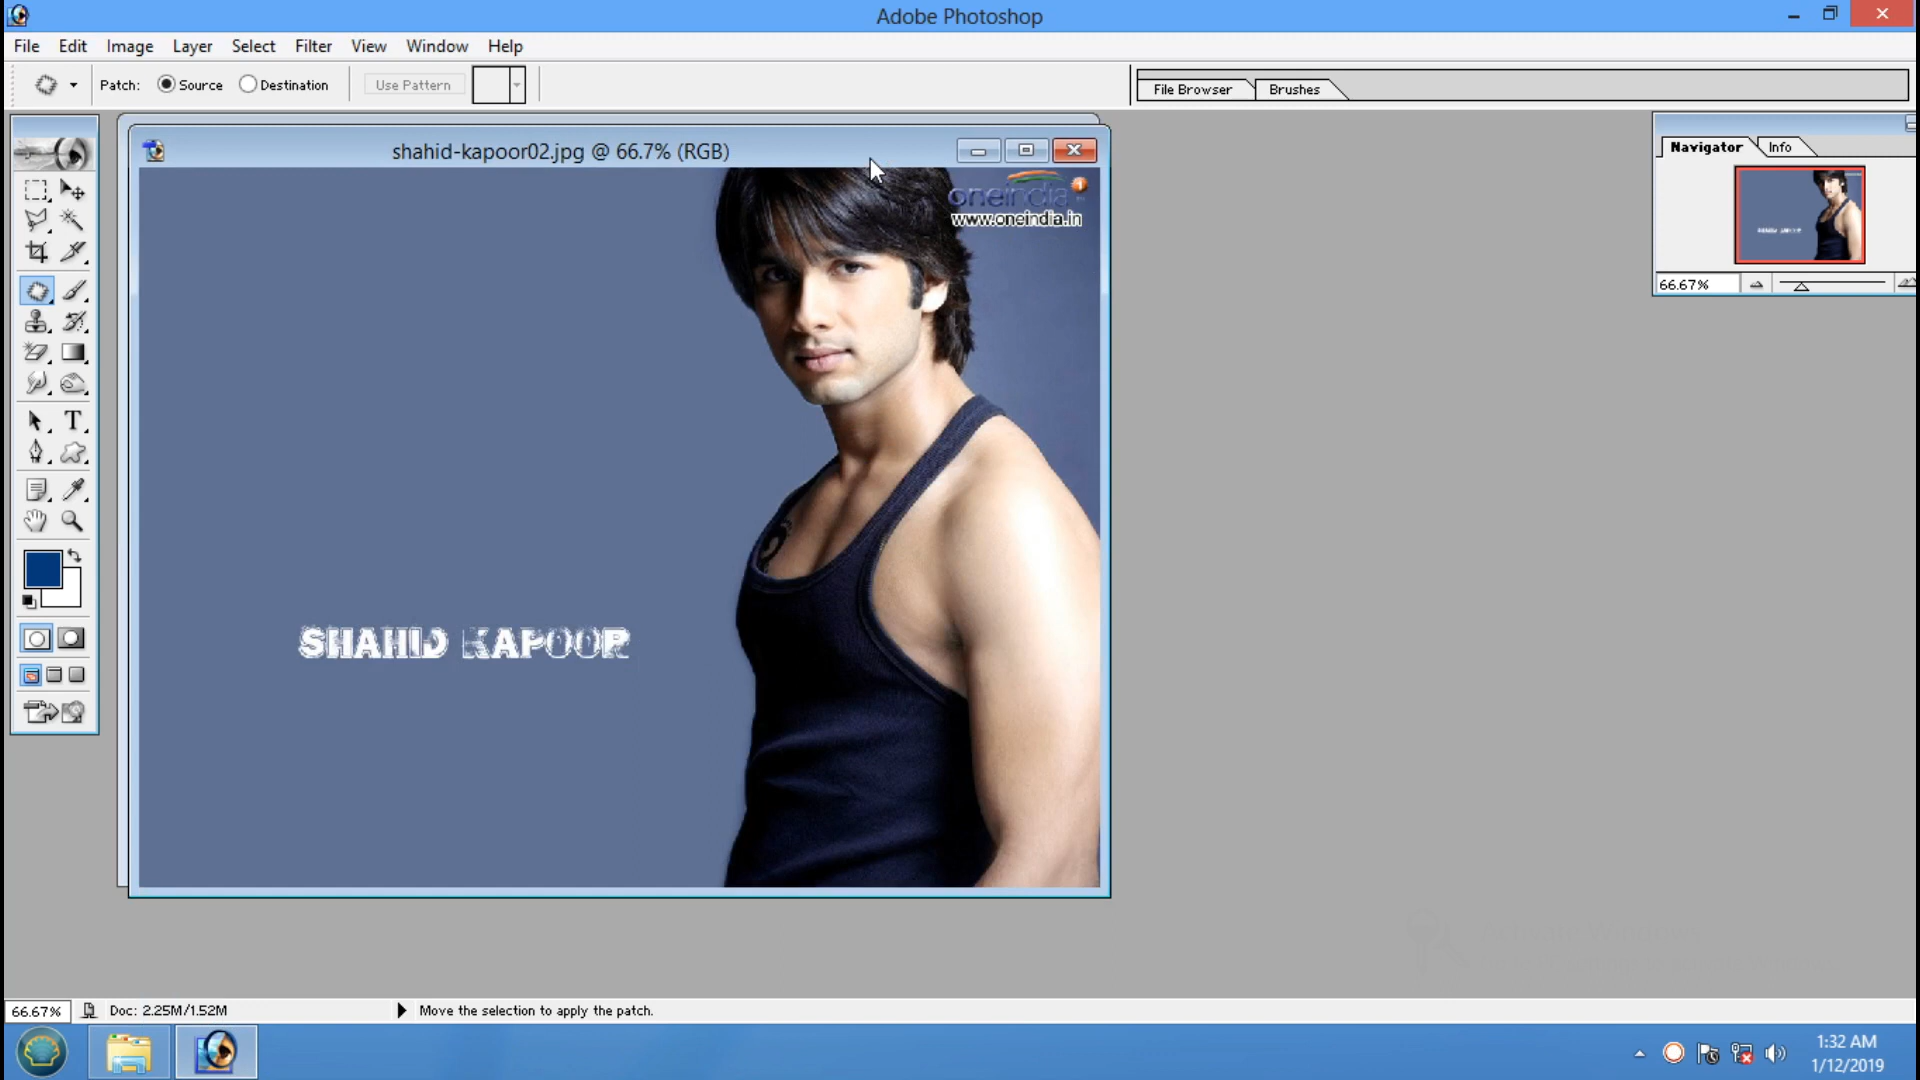 Adobe Photoshop
File Edit Image Layer Select Filter View Window Help
Patch: Source Destination Use Pattern
File Browser Brushes
shahid-kapoor02.jpg @ 66.7% (RGB)
Navigator Info
oneindia
www.oneindia.in
66.67%
SHAHID KAPOOR
66.67% Doc: 2.25M/1.52M Move the selection to apply the patch.
1:32 AM
1/12/2019